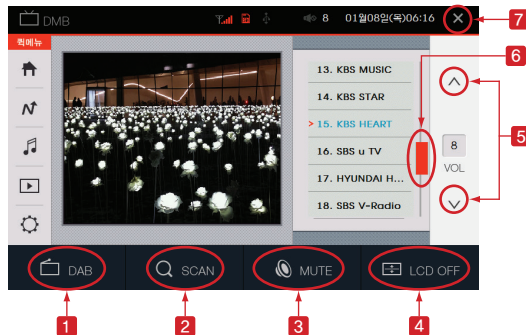 DMB
8 01월08일(목)06:16
7
퀵메뉴
6
13. KBS MUSIC
14. KBS STAR
> 15. KBS HEART
16. SBS u TV
17. HYUNDAI H...
18. SBS V-Radio
8
VOL
5
DAB
SCAN
MUTE
LCD OFF
1
2
3
4